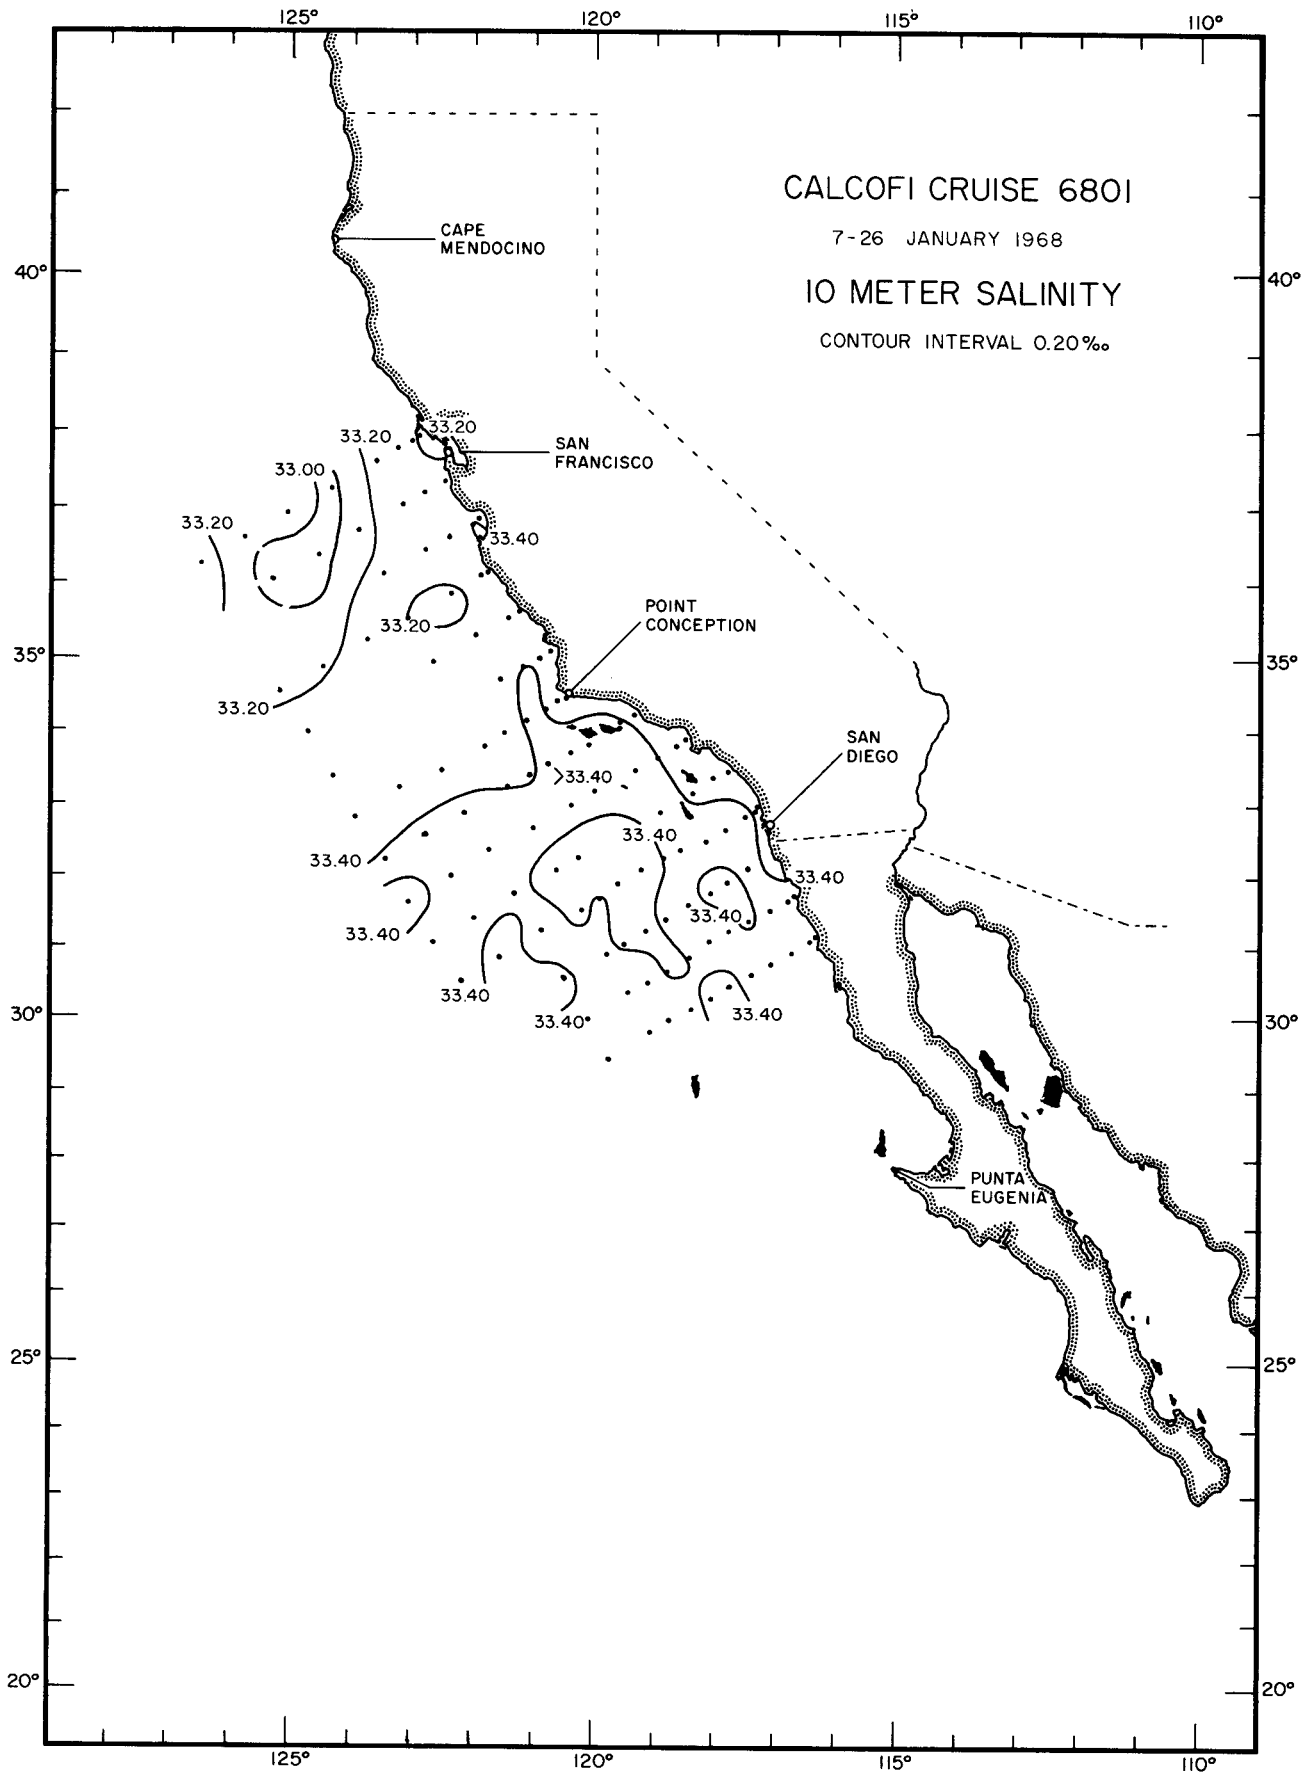 125° 120° 115° 110°
CALCOFI CRUISE 6801
7-26 JANUARY 1968
10 METER SALINITY
CONTOUR INTERVAL 0.20‰
CAPE
MENDOCINO
40° 40°
33.20
33.20
SAN
FRANCISCO
33.00
33.20
33.40
POINT
CONCEPTION
33.20
35° 35°
33.20
SAN
DIEGO
>33.40
33.40
33.40
33.40
33.40
33.40
33.40
33.40
33.40
30° 30°
PUNTA
EUGENIA
25° 25°
20° 20°
125° 120° 115° 110°